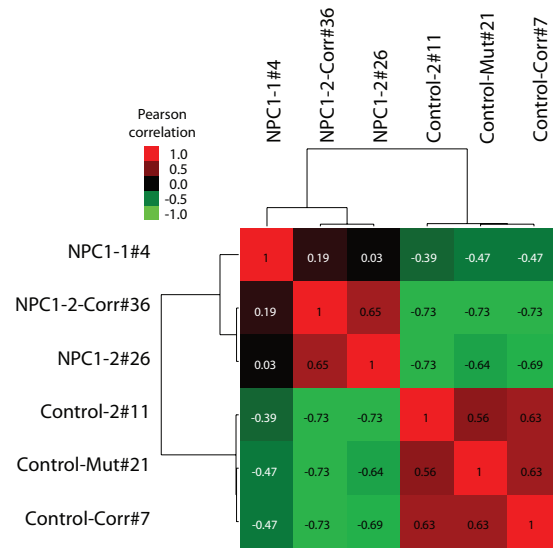 NPC1-1#4
NPC1-2-Corr#36
NPC1-2#26
Control-2#11
Control-Mut#21
Control-Corr#7
Pearson
correlation
1.0
0.5
0.0
-0.5
-1.0
NPC1-1#4 1 0.19 0.03 -0.39 -0.47 -0.47
NPC1-2-Corr#36 0.19 1 0.65 -0.73 -0.73 -0.73
NPC1-2#26 0.03 0.65 1 -0.73 -0.64 -0.69
Control-2#11 -0.39 -0.73 -0.73 1 0.56 0.63
Control-Mut#21 -0.47 -0.73 -0.64 0.56 1 0.63
Control-Corr#7 -0.47 -0.73 -0.69 0.63 0.63 1